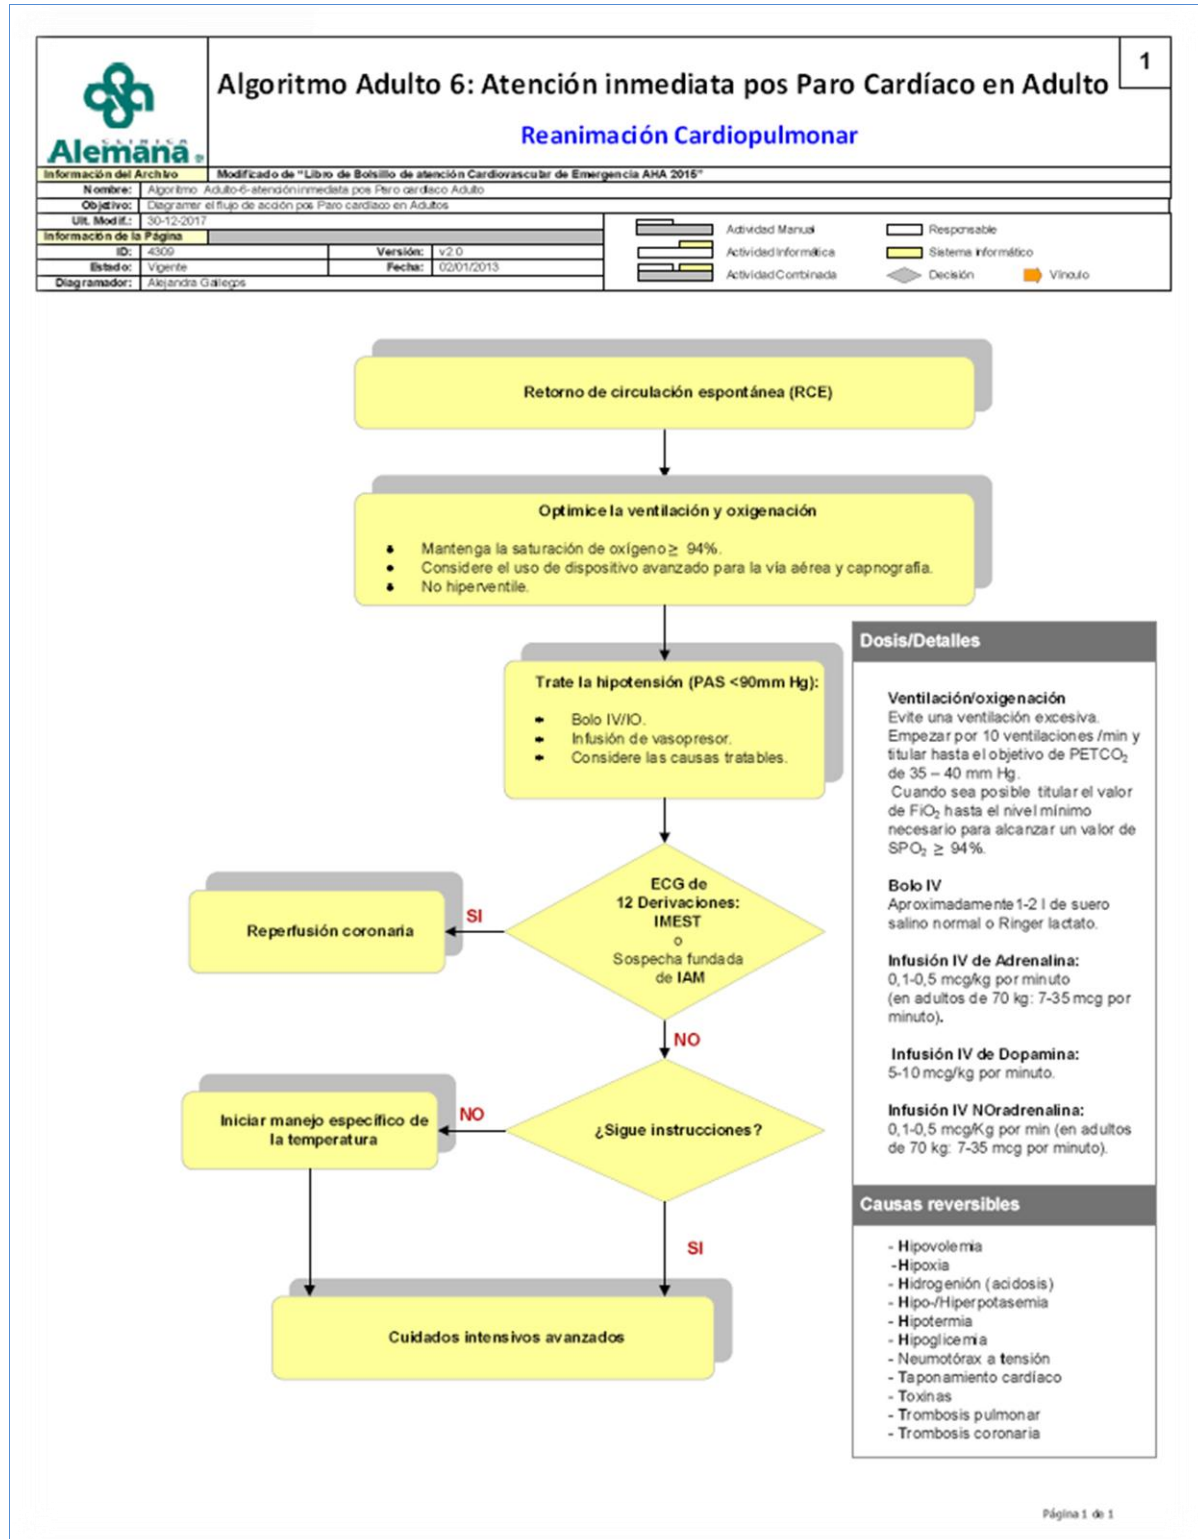 CLINICA
Alemana
Algoritmo Adulto 6: Atención inmediata pos Paro Cardíaco en Adulto
1
Reanimación Cardiopulmonar
Información del Archivo
Modificado de "Libro de Bolsillo de atención Cardiovascular de Emergencia AHA 2015"
Nombre: Algoritmo Adulto-6-atención inmediata pos Paro cardiaco Adulto
Objetivo: Diagramar el flujo de acción pos Paro cardiaco en Adultos
Ult. Modif.: 30-12-2017
Información de la Página
ID: 4309 Versión: v2.0
Estado: Vigente Fecha: 02/01/2013
Diagramador: Alejandra Gallegos
Actividad Manual Responsable
Actividad Informática Sistema informático
Actividad Combinada Decisión Vínculo
Retorno de circulación espontánea (RCE)
Optimice la ventilación y oxigenación
Mantenga la saturación de oxígeno ≥ 94%.
Considere el uso de dispositivo avanzado para la vía aérea y capnografía.
No hiperventile.
Trate la hipotensión (PAS <90mm Hg):
Bolo IV/IO.
Infusión de vasopresor.
Considere las causas tratables.
ECG de
12 Derivaciones:
IMEST
o
Sospecha fundada
de IAM
SI
Reperfusión coronaria
NO
¿Sigue instrucciones?
NO
Iniciar manejo específico de
la temperatura
SI
Cuidados intensivos avanzados
Dosis/Detalles
Ventilación/oxigenación
Evite una ventilación excesiva.
Empezar por 10 ventilaciones /min y
titular hasta el objetivo de PETCO₂
de 35 – 40 mm Hg.
Cuando sea posible titular el valor
de FiO₂ hasta el nivel mínimo
necesario para alcanzar un valor de
SPO₂ ≥ 94%.
Bolo IV
Aproximadamente 1-2 l de suero
salino normal o Ringer lactato.
Infusión IV de Adrenalina:
0,1-0,5 mcg/kg por minuto
(en adultos de 70 kg: 7-35 mcg por
minuto).
Infusión IV de Dopamina:
5-10 mcg/kg por minuto.
Infusión IV NOradrenalina:
0,1-0,5 mcg/Kg por min (en adultos
de 70 kg: 7-35 mcg por minuto).
Causas reversibles
- Hipovolemia
-Hipoxia
- Hidrogenión (acidosis)
- Hipo-/Hiperpotasemia
- Hipotermia
- Hipoglicemia
- Neumotórax a tensión
- Taponamiento cardíaco
- Toxinas
- Trombosis pulmonar
- Trombosis coronaria
Página 1 de 1